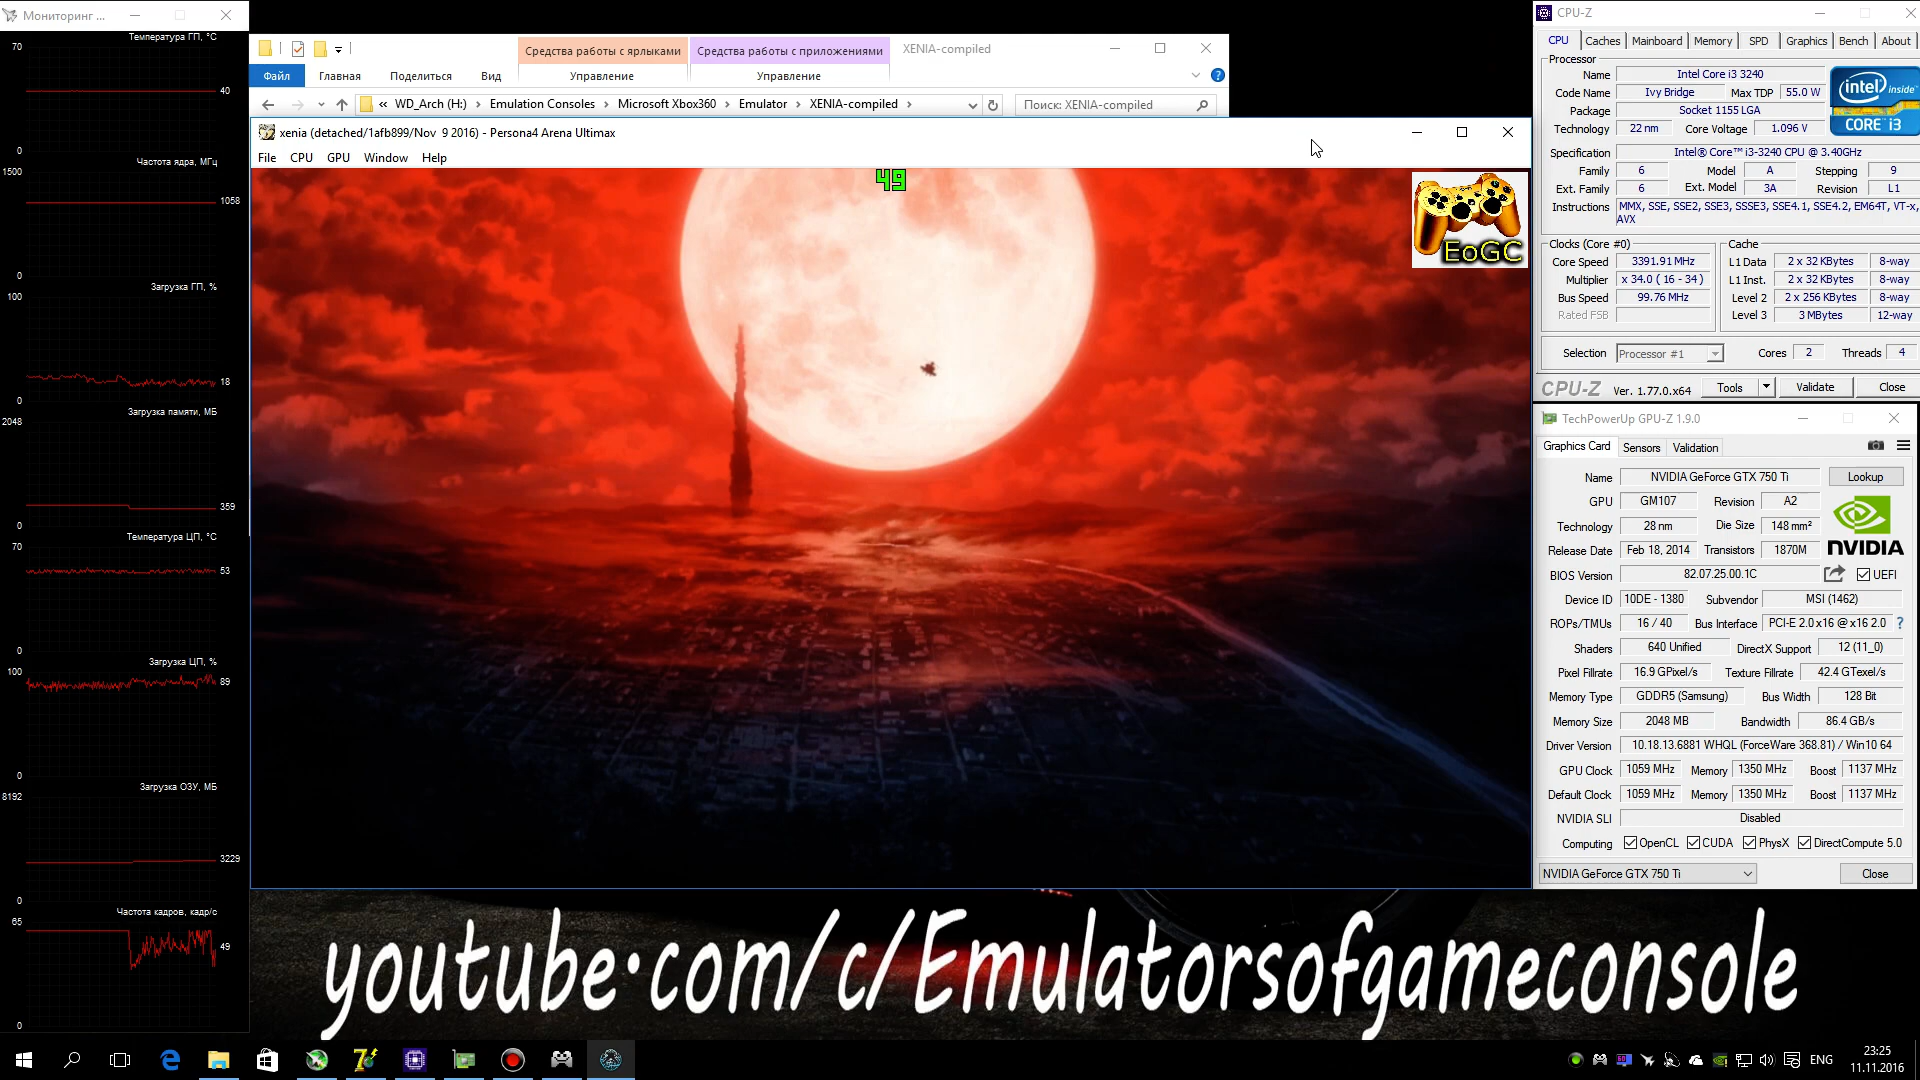 Мониторинг ...
Температура ГП, °C
70
40
0
Частота ядра, МГц
1500
1058
0
Загрузка ГП, %
100
18
0
Загрузка памяти, МБ
2048
359
0
Температура ЦП, °C
70
53
0
Загрузка ЦП, %
100
89
0
Загрузка ОЗУ, МБ
8192
3229
0
Частота кадров, кадр/с
65
49
0
Средства работы с ярлыками
Средства работы с приложениями
XENIA-compiled
Файл
Главная
Поделиться
Вид
Управление
Управление
« WD_Arch (H:) › Emulation Consoles › Microsoft Xbox360 › Emulator › XENIA-compiled ›
Поиск: XENIA-compiled
xenia (detached/1afb899/Nov 9 2016) - Persona4 Arena Ultimax
File CPU GPU Window Help
49
EoGC
youtube.com/c/Emulatorsofgameconsole
CPU-Z
CPU Caches Mainboard Memory SPD Graphics Bench About
Processor
Name Intel Core i3 3240
Code Name Ivy Bridge Max TDP 55.0 W
Package Socket 1155 LGA
Technology 22 nm Core Voltage 1.096 V
intel inside™
CORE i3
Specification Intel® Core™ i3-3240 CPU @ 3.40GHz
Family 6 Model A Stepping 9
Ext. Family 6 Ext. Model 3A Revision L1
Instructions MMX, SSE, SSE2, SSE3, SSSE3, SSE4.1, SSE4.2, EM64T, VT-x,
AVX
Clocks (Core #0)
Core Speed 3391.91 MHz
Multiplier x 34.0 ( 16 - 34 )
Bus Speed 99.76 MHz
Rated FSB
Cache
L1 Data 2 x 32 KBytes 8-way
L1 Inst. 2 x 32 KBytes 8-way
Level 2 2 x 256 KBytes 8-way
Level 3 3 MBytes 12-way
Selection Processor #1 Cores 2 Threads 4
CPU-Z Ver. 1.77.0.x64 Tools Validate Close
TechPowerUp GPU-Z 1.9.0
Graphics Card Sensors Validation
Name NVIDIA GeForce GTX 750 Ti Lookup
GPU GM107 Revision A2
Technology 28 nm Die Size 148 mm²
Release Date Feb 18, 2014 Transistors 1870M
NVIDIA
BIOS Version 82.07.25.00.1C UEFI
Device ID 10DE - 1380 Subvendor MSI (1462)
ROPs/TMUs 16 / 40 Bus Interface PCI-E 2.0 x16 @ x16 2.0 ?
Shaders 640 Unified DirectX Support 12 (11_0)
Pixel Fillrate 16.9 GPixel/s Texture Fillrate 42.4 GTexel/s
Memory Type GDDR5 (Samsung) Bus Width 128 Bit
Memory Size 2048 MB Bandwidth 86.4 GB/s
Driver Version 10.18.13.6881 WHQL (ForceWare 368.81) / Win10 64
GPU Clock 1059 MHz Memory 1350 MHz Boost 1137 MHz
Default Clock 1059 MHz Memory 1350 MHz Boost 1137 MHz
NVIDIA SLI Disabled
Computing OpenCL CUDA PhysX DirectCompute 5.0
NVIDIA GeForce GTX 750 Ti Close
ENG
23:25
11.11.2016